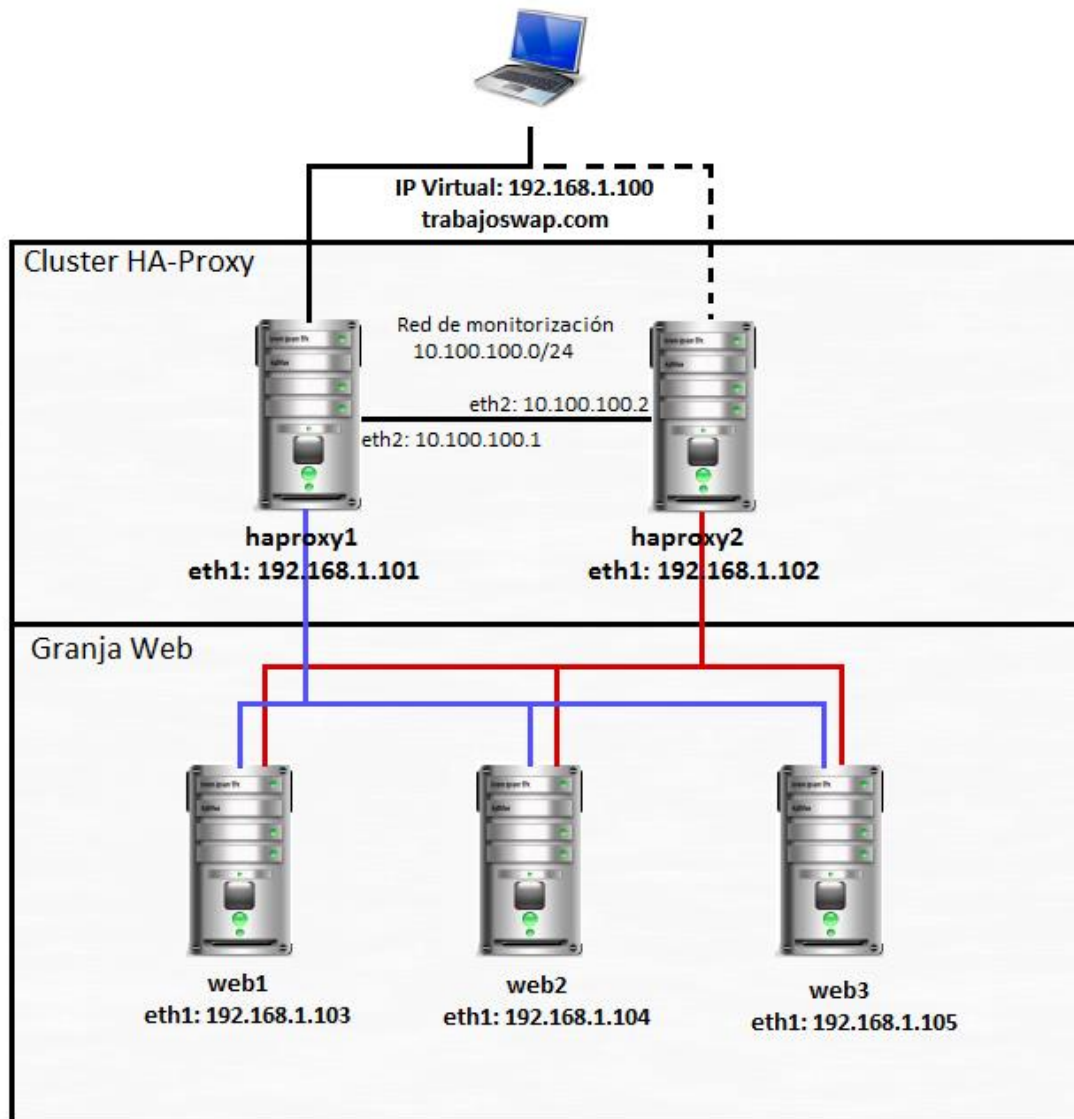 IP Virtual: 192.168.1.100
trabajoswap.com
Cluster HA-Proxy
Red de monitorización
10.100.100.0/24
eth2: 10.100.100.2
eth2: 10.100.100.1
haproxy1
eth1: 192.168.1.101
haproxy2
eth1: 192.168.1.102
Granja Web
web1
eth1: 192.168.1.103
web2
eth1: 192.168.1.104
web3
eth1: 192.168.1.105